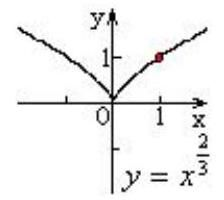 y
1
0 1 x
y = x^{2/3}